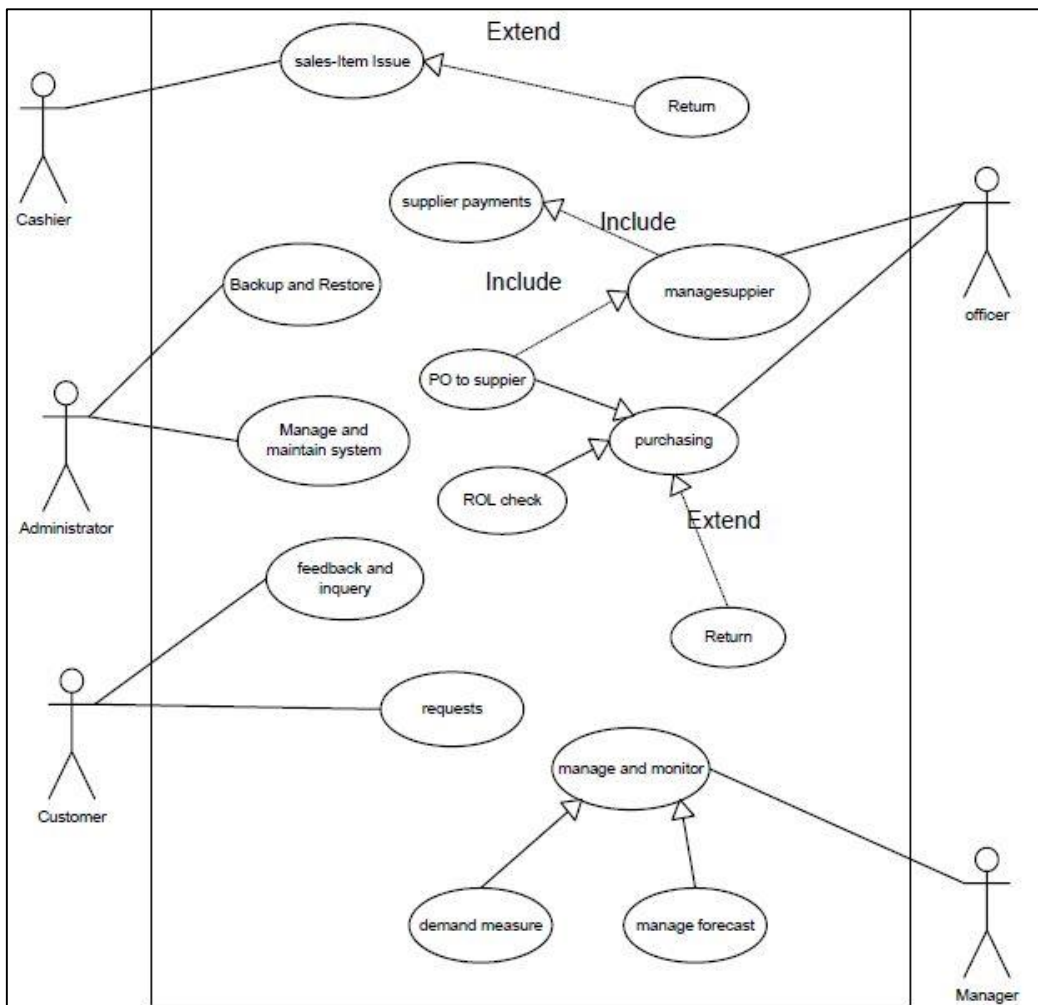 Extend
sales-Item Issue
Return
Cashier
supplier payments
Include
Include
managesuppier
Backup and Restore
officer
PO to suppier
Manage and
maintain system
purchasing
ROL check
Administrator
Extend
feedback and
inquery
Return
requests
manage and monitor
Customer
demand measure
manage forecast
Manager